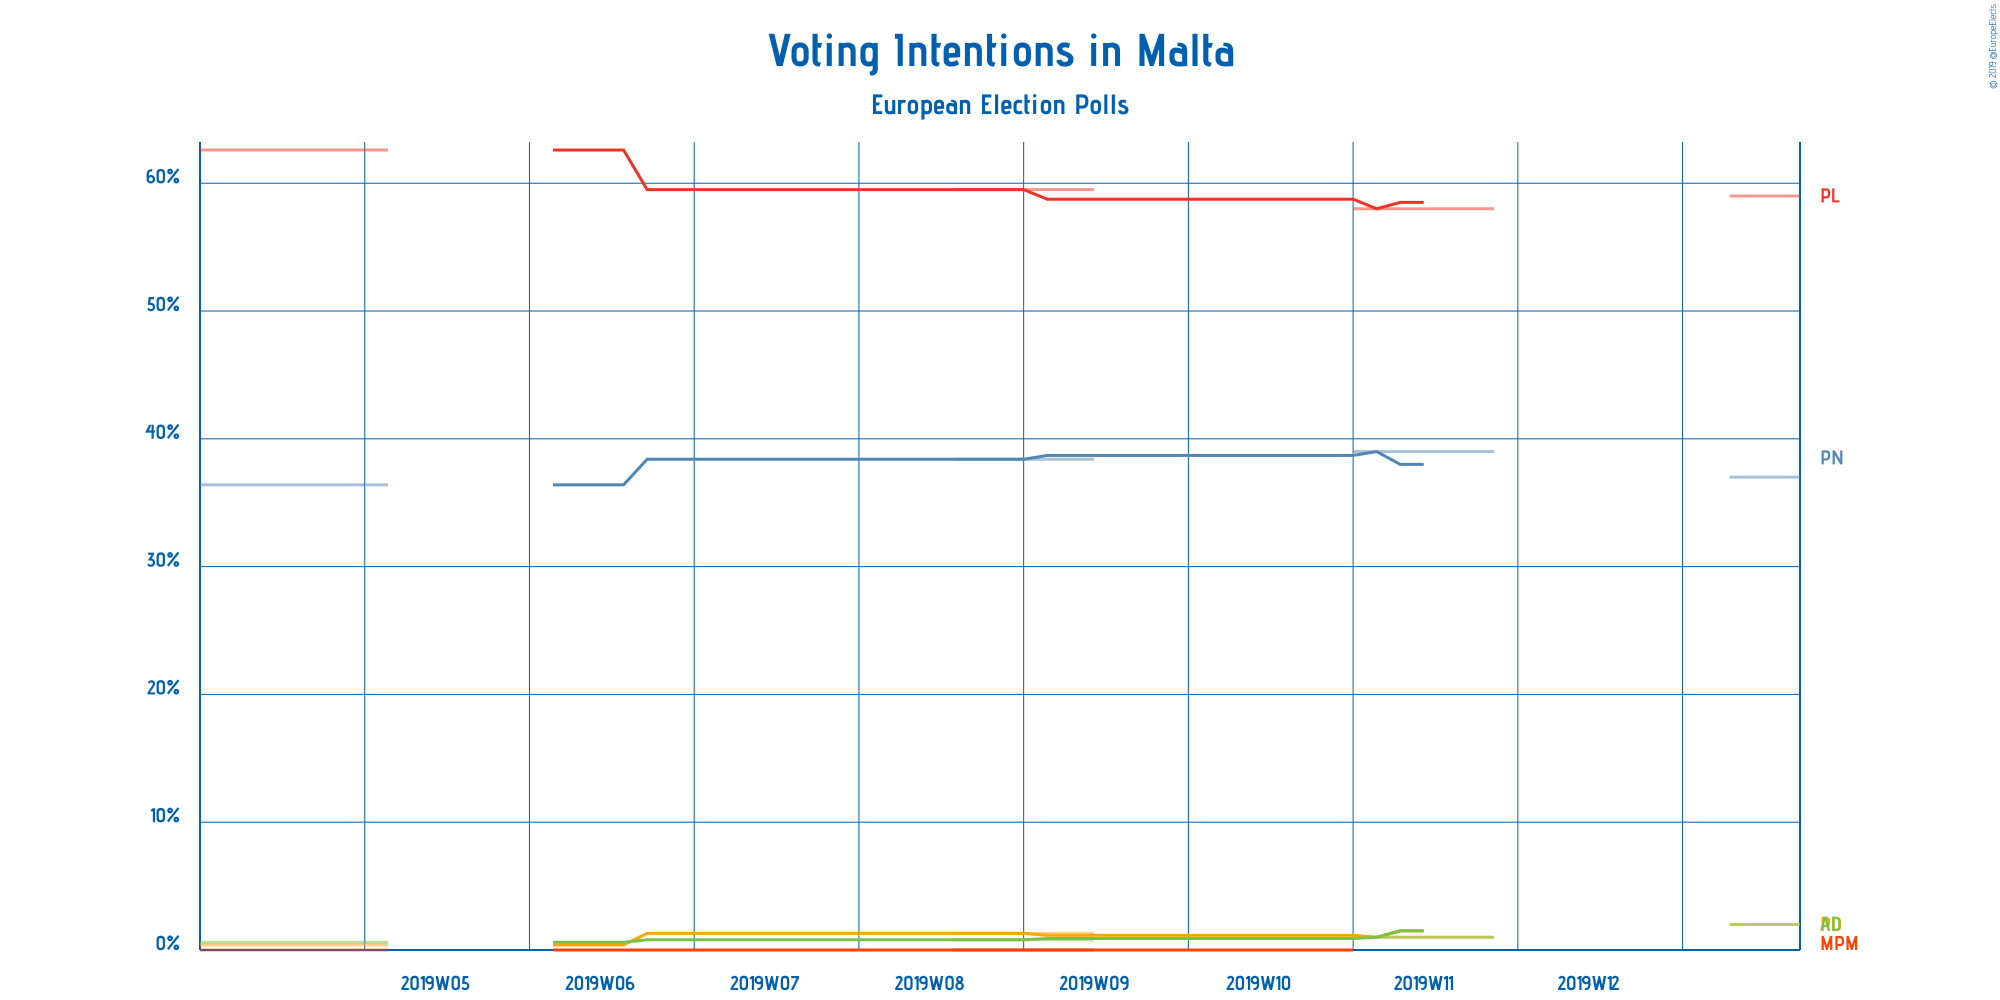 © 2019 @EuropeElects
Voting Intentions in Malta
European Election Polls
60%
50%
40%
30%
20%
10%
0%
PL
PN
AD
MPM
2019W05
2019W06
2019W07
2019W08
2019W09
2019W10
2019W11
2019W12